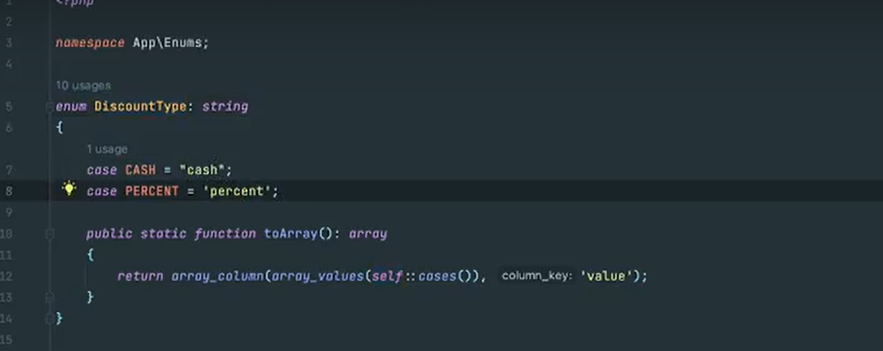 1 <?php
2
3 namespace App\Enums;
4
10 usages
5 enum DiscountType: string
6 {
1 usage
7 case CASH = "cash";
8 case PERCENT = 'percent';
9
10 public static function toArray(): array
11 {
12 return array_column(array_values(self::cases()), column_key: 'value');
13 }
14 }
15